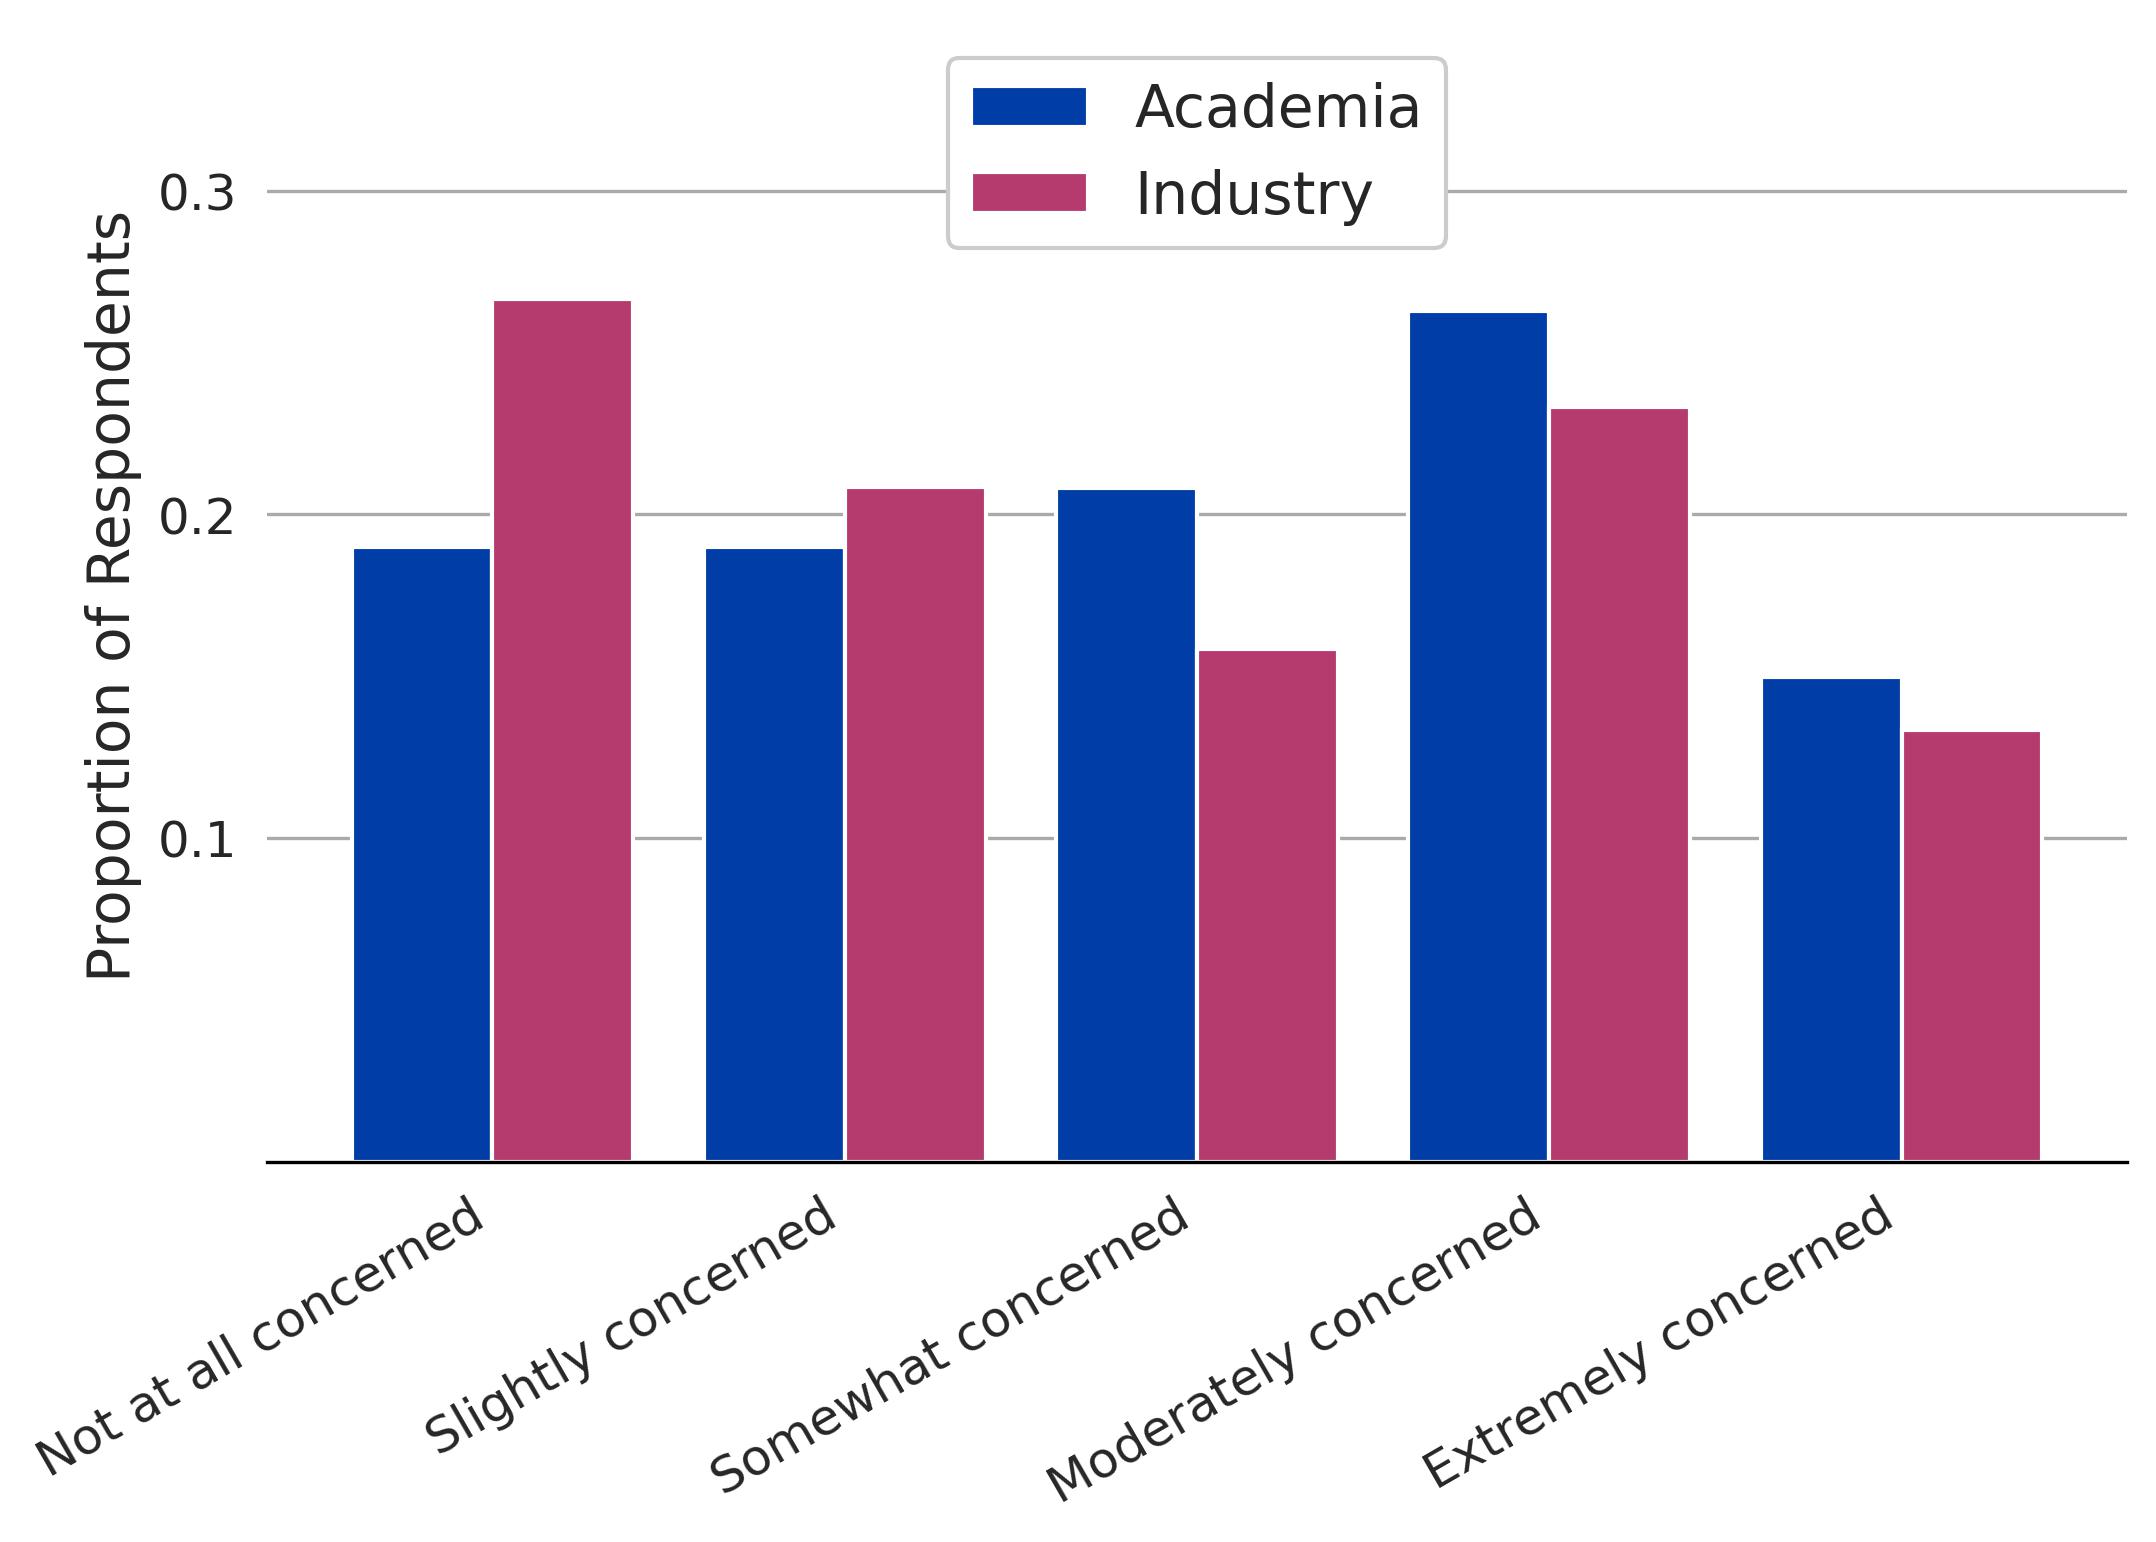 Academia
Industry
0.3
0.2
0.1
Proportion of Respondents
Not at all concerned
Slightly concerned
Somewhat concerned
Moderately concerned
Extremely concerned